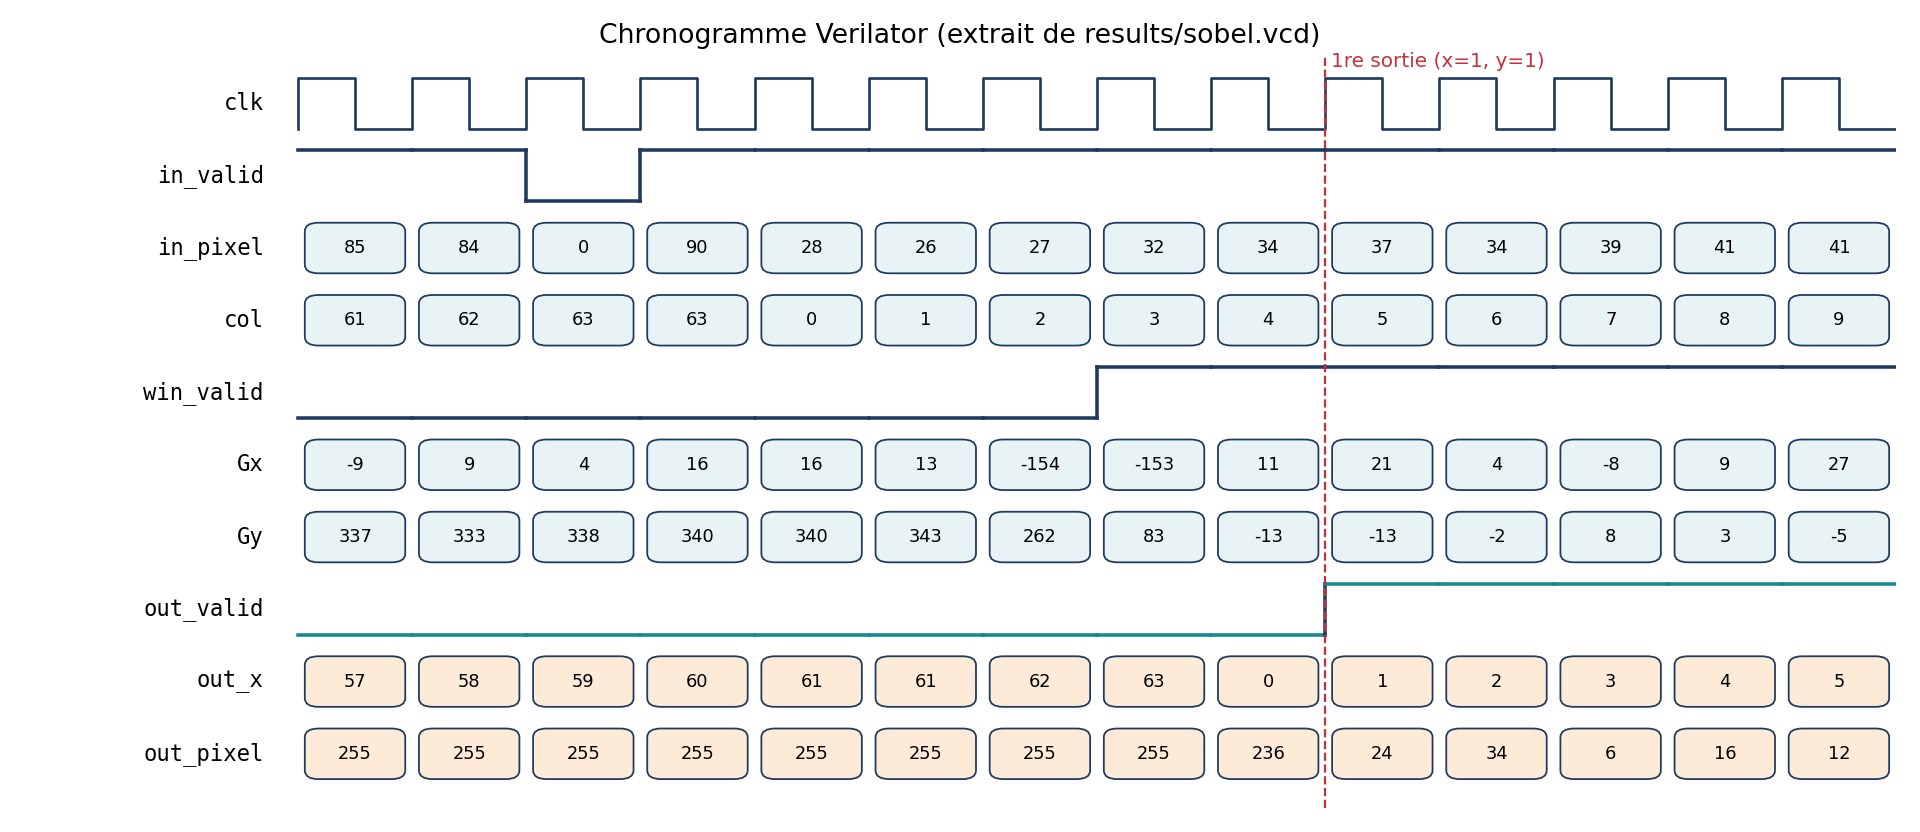 Chronogramme Verilator (extrait de results/sobel.vcd)
1re sortie (x=1, y=1)
clk
in_valid
in_pixel 85 84 0 90 28 26 27 32 34 37 34 39 41 41
col 61 62 63 63 0 1 2 3 4 5 6 7 8 9
win_valid
Gx -9 9 4 16 16 13 -154 -153 11 21 4 -8 9 27
Gy 337 333 338 340 340 343 262 83 -13 -13 -2 8 3 -5
out_valid
out_x 57 58 59 60 61 61 62 63 0 1 2 3 4 5
out_pixel 255 255 255 255 255 255 255 255 236 24 34 6 16 12